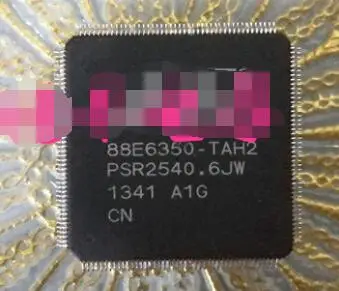 88E6350-TAH2
PSR2540.6JW
1341 A1G
CN